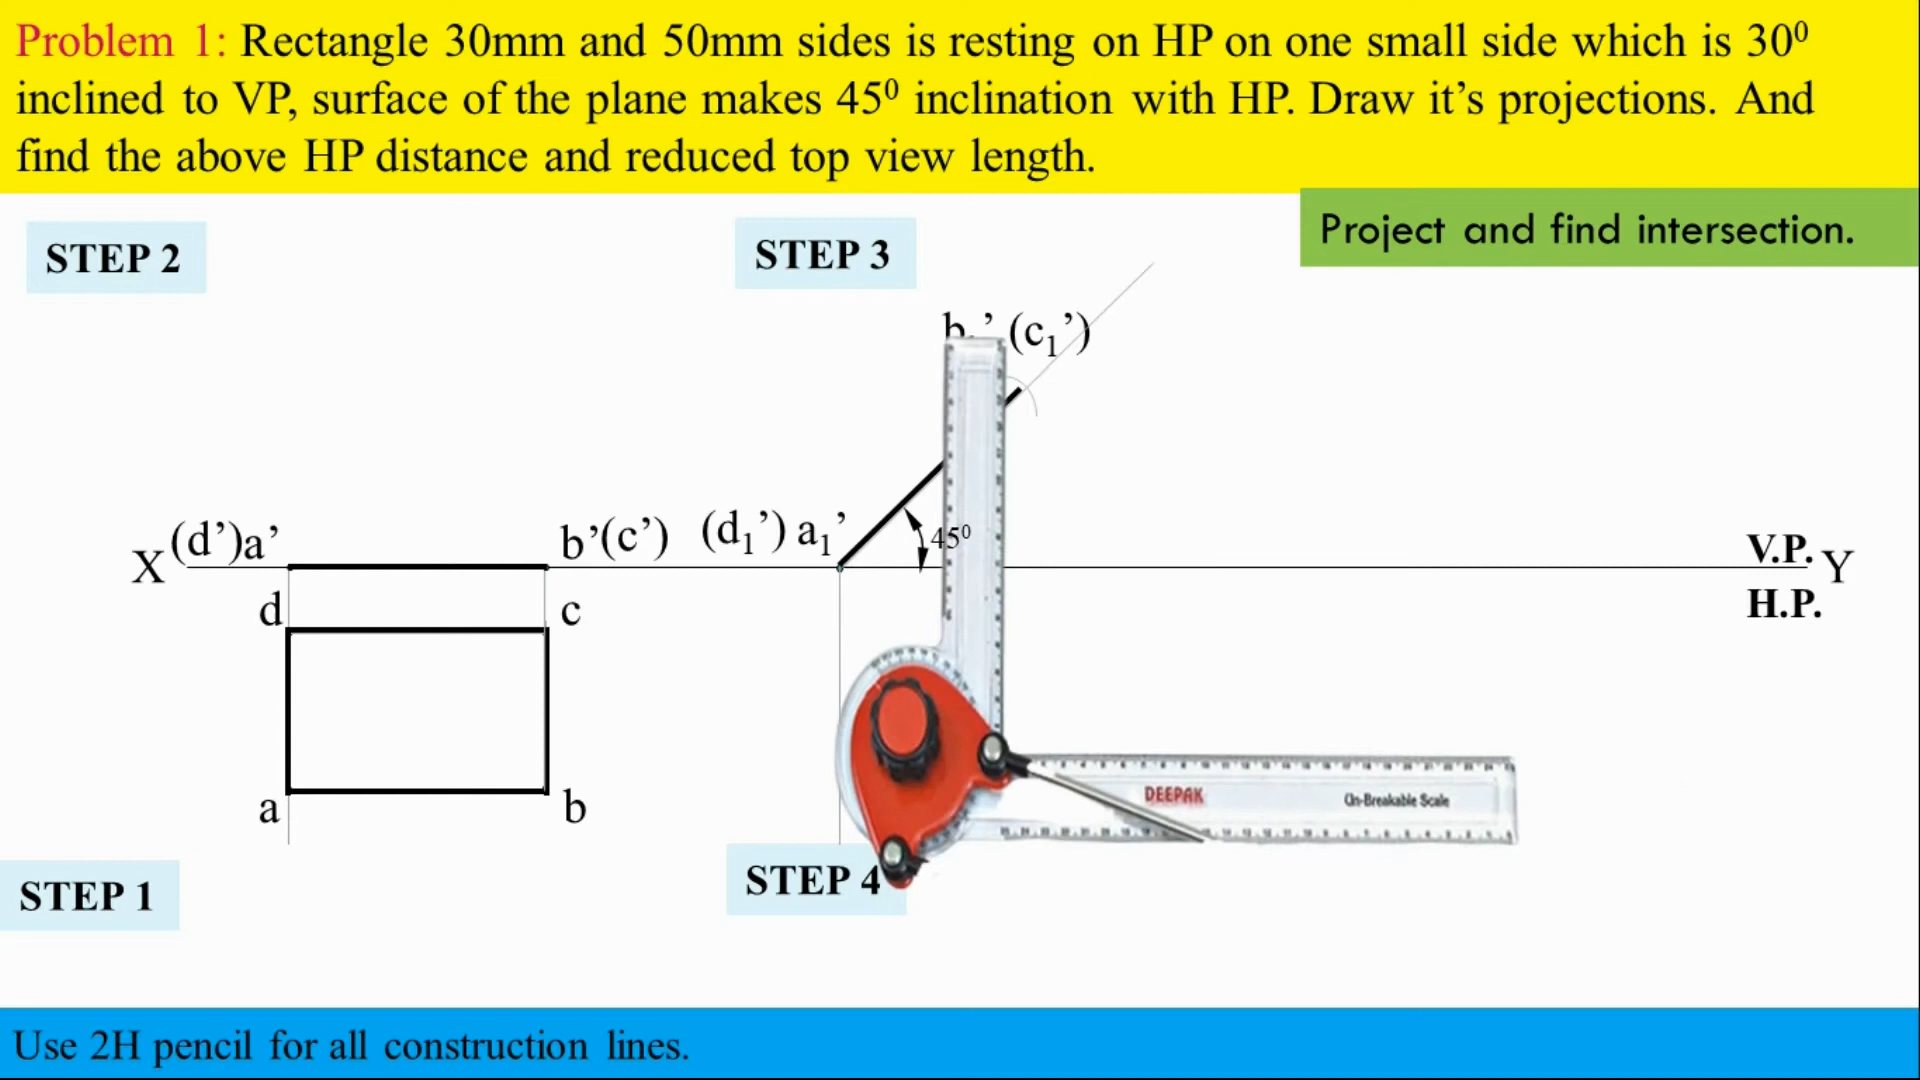 Problem 1: Rectangle 30mm and 50mm sides is resting on HP on one small side which is 30⁰
inclined to VP, surface of the plane makes 45⁰ inclination with HP. Draw it’s projections. And
find the above HP distance and reduced top view length.
Project and find intersection.
STEP 2
STEP 3
b ’ (c₁’)
(d’)a’
b’(c’)
(d₁’) a₁’
45⁰
X
V.P.
Y
H.P.
d
c
a
b
DEEPAK
Un-Breakable Scale
STEP 4
STEP 1
Use 2H pencil for all construction lines.